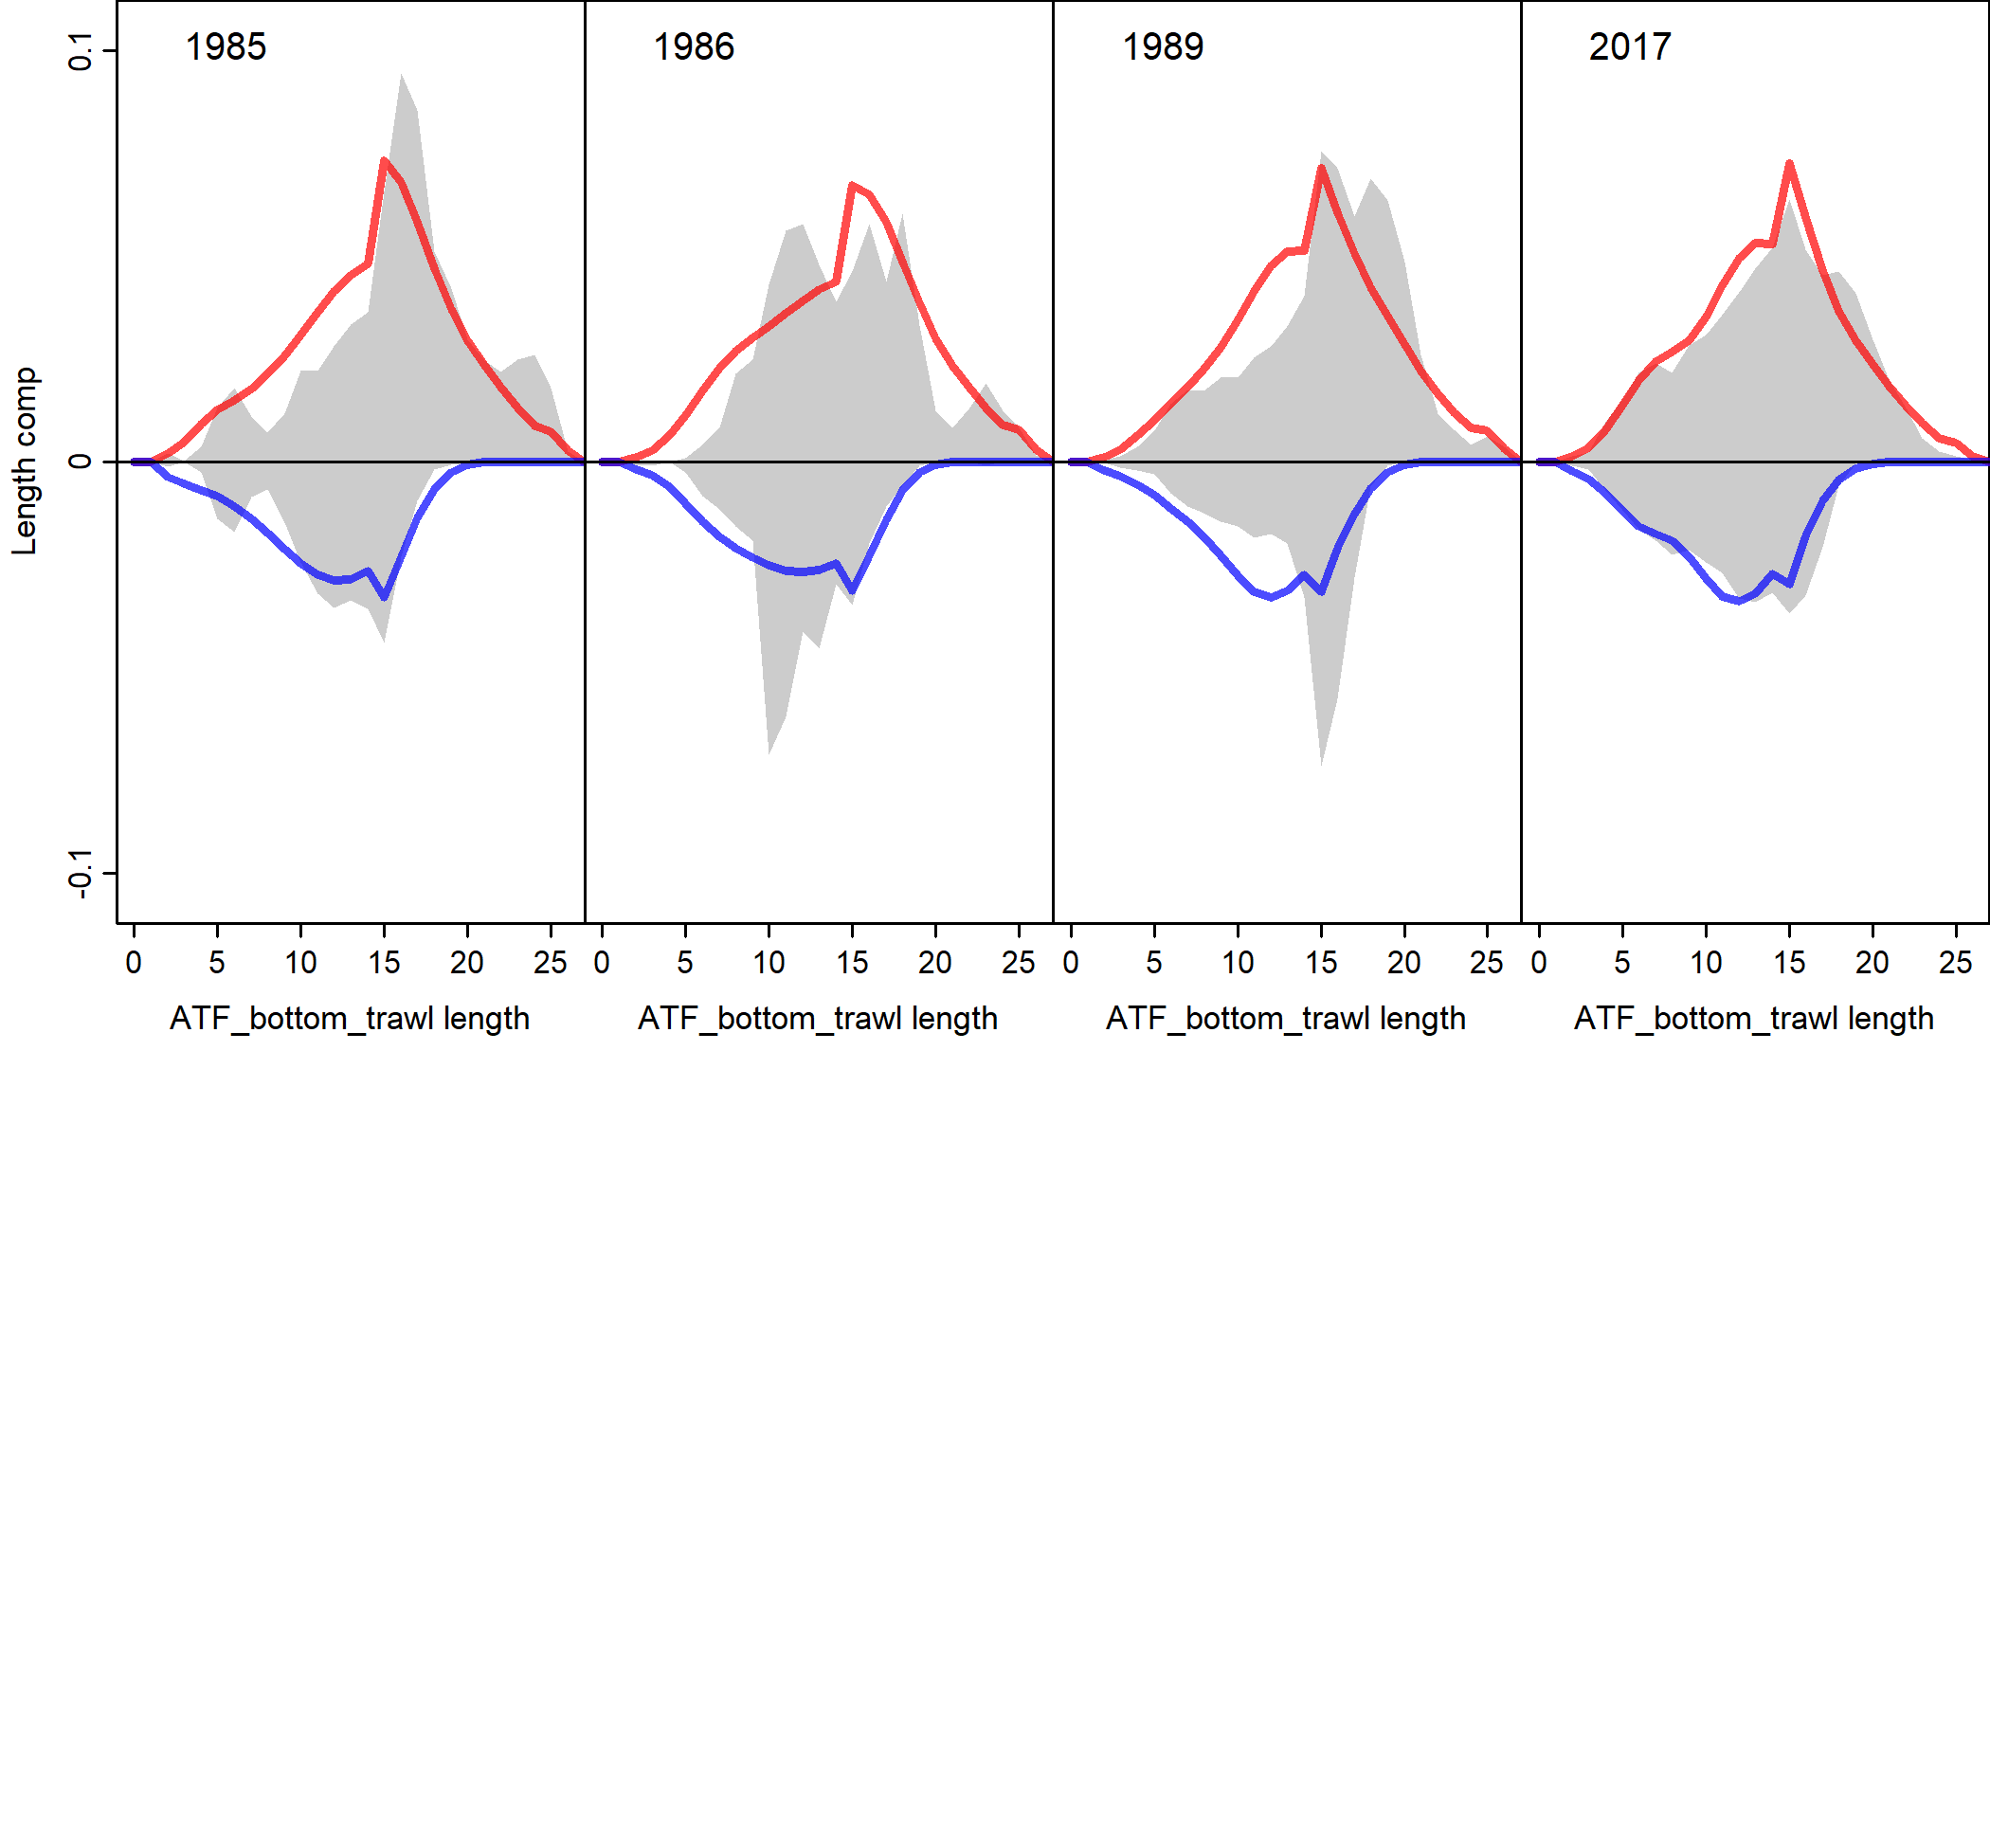 1985 1986 1989 2017
0.1
0
-0.1
Length comp
0 5 10 15 20 25 0 5 10 15 20 25 0 5 10 15 20 25 0 5 10 15 20 25
ATF_bottom_trawl length ATF_bottom_trawl length ATF_bottom_trawl length ATF_bottom_trawl length